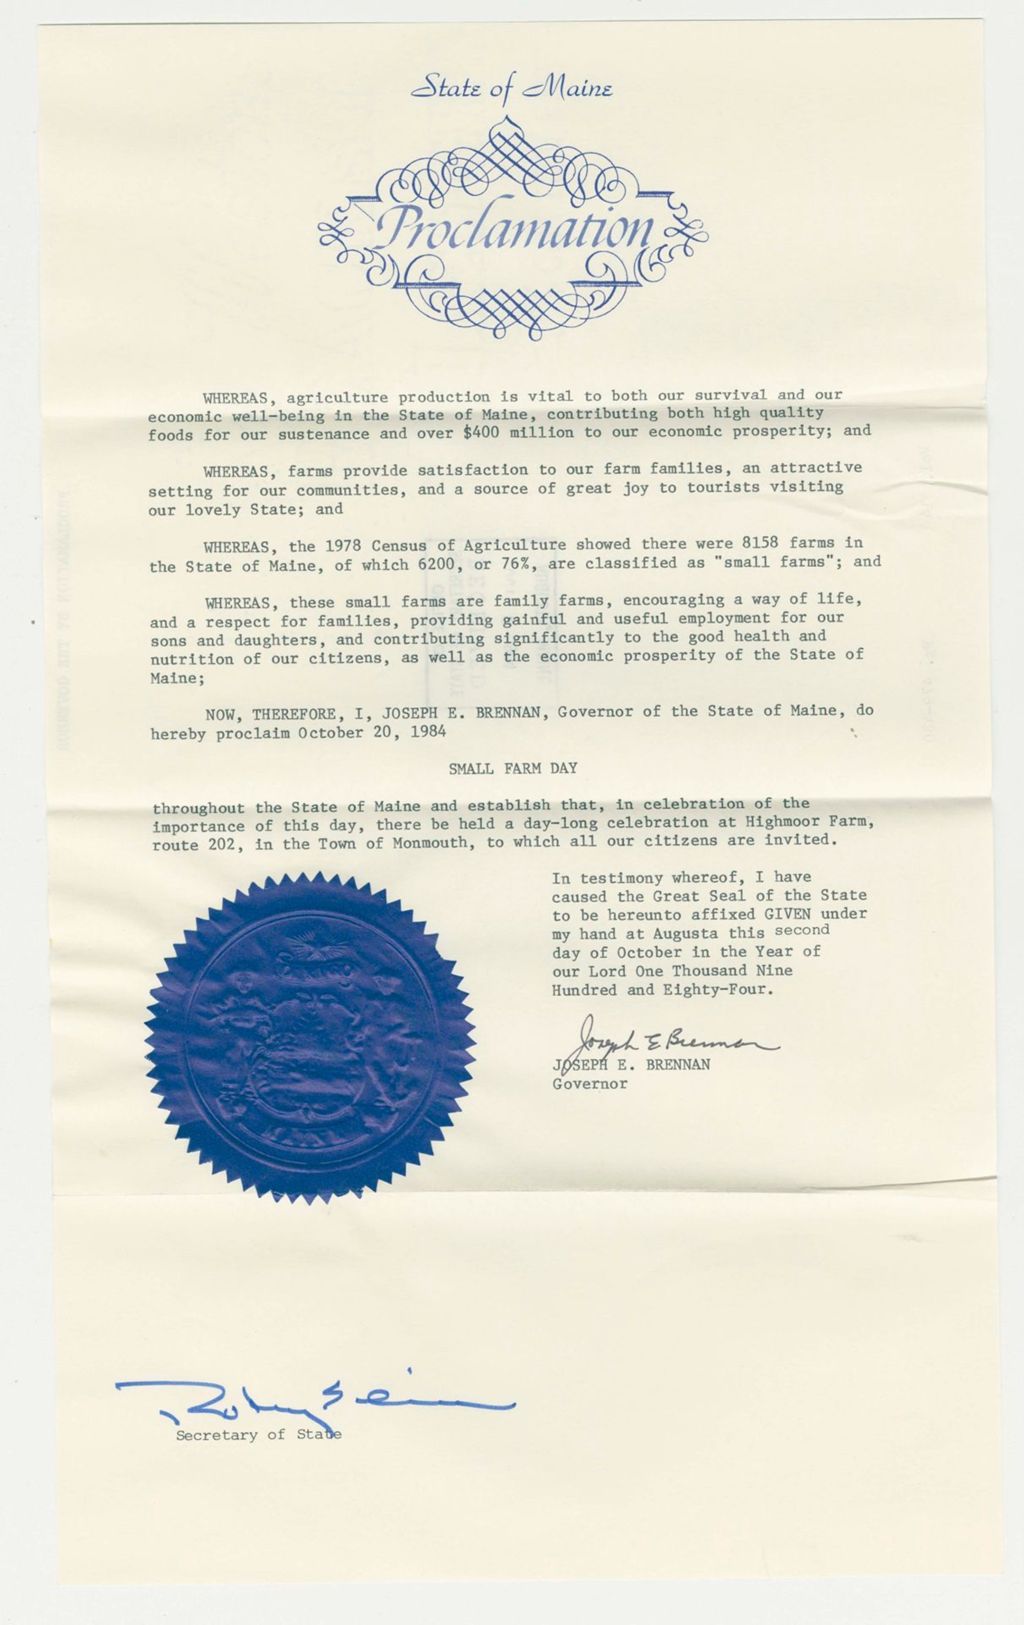 State of Maine
Proclamation
WHEREAS, agriculture production is vital to both our survival and our
economic well-being in the State of Maine, contributing both high quality
foods for our sustenance and over $400 million to our economic prosperity; and
WHEREAS, farms provide satisfaction to our farm families, an attractive
setting for our communities, and a source of great joy to tourists visiting
our lovely State; and
WHEREAS, the 1978 Census of Agriculture showed there were 8158 farms in
the State of Maine, of which 6200, or 76%, are classified as "small farms"; and
WHEREAS, these small farms are family farms, encouraging a way of life,
and a respect for families, providing gainful and useful employment for our
sons and daughters, and contributing significantly to the good health and
nutrition of our citizens, as well as the economic prosperity of the State of
Maine;
NOW, THEREFORE, I, JOSEPH E. BRENNAN, Governor of the State of Maine, do
hereby proclaim October 20, 1984
SMALL FARM DAY
throughout the State of Maine and establish that, in celebration of the
importance of this day, there be held a day-long celebration at Highmoor Farm,
route 202, in the Town of Monmouth, to which all our citizens are invited.
In testimony whereof, I have
caused the Great Seal of the State
to be hereunto affixed GIVEN under
my hand at Augusta this second
day of October in the Year of
our Lord One Thousand Nine
Hundred and Eighty-Four.
Joseph E Brennan
JOSEPH E. BRENNAN
Governor
Secretary of State